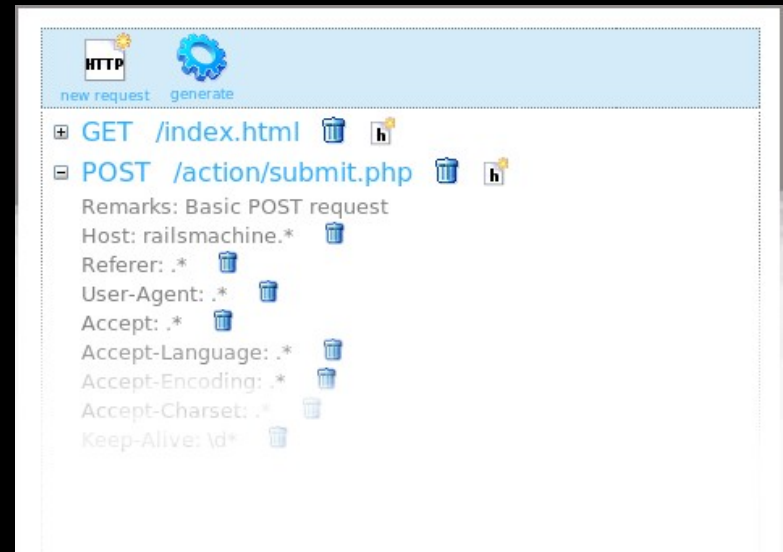 HTTP
new request generate
GET /index.html h
POST /action/submit.php h
Remarks: Basic POST request
Host: railsmachine.*
Referer: .*
User-Agent: .*
Accept: .*
Accept-Language: .*
Accept-Encoding: .*
Accept-Charset: .*
Keep-Alive: \d*